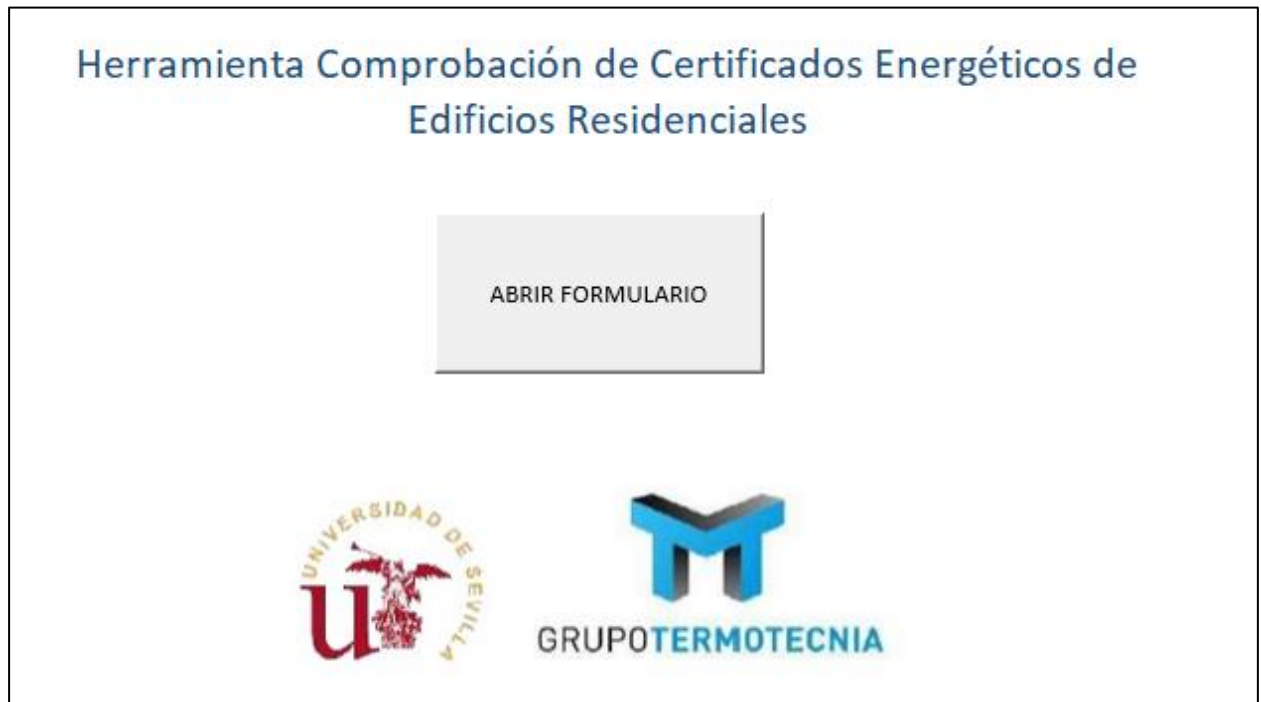 Herramienta Comprobación de Certificados Energéticos de
Edificios Residenciales
ABRIR FORMULARIO
UNIVERSIDAD DE SEVILLA
u
GRUPOTERMOTECNIA